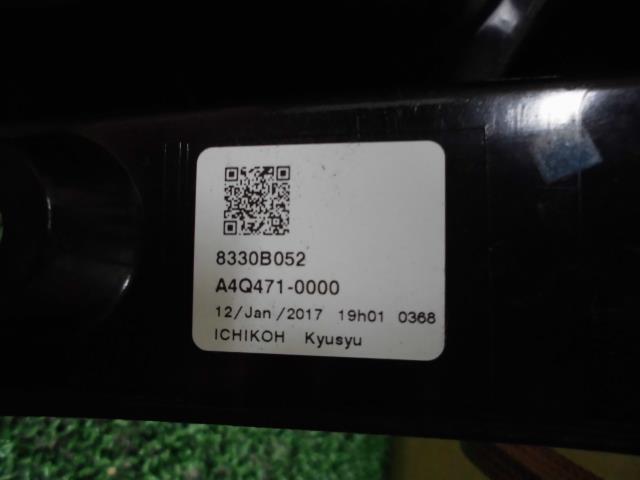 8330B052
A4Q471-0000
12/Jan/2017 19h01 0368
ICHIKOH Kyusyu